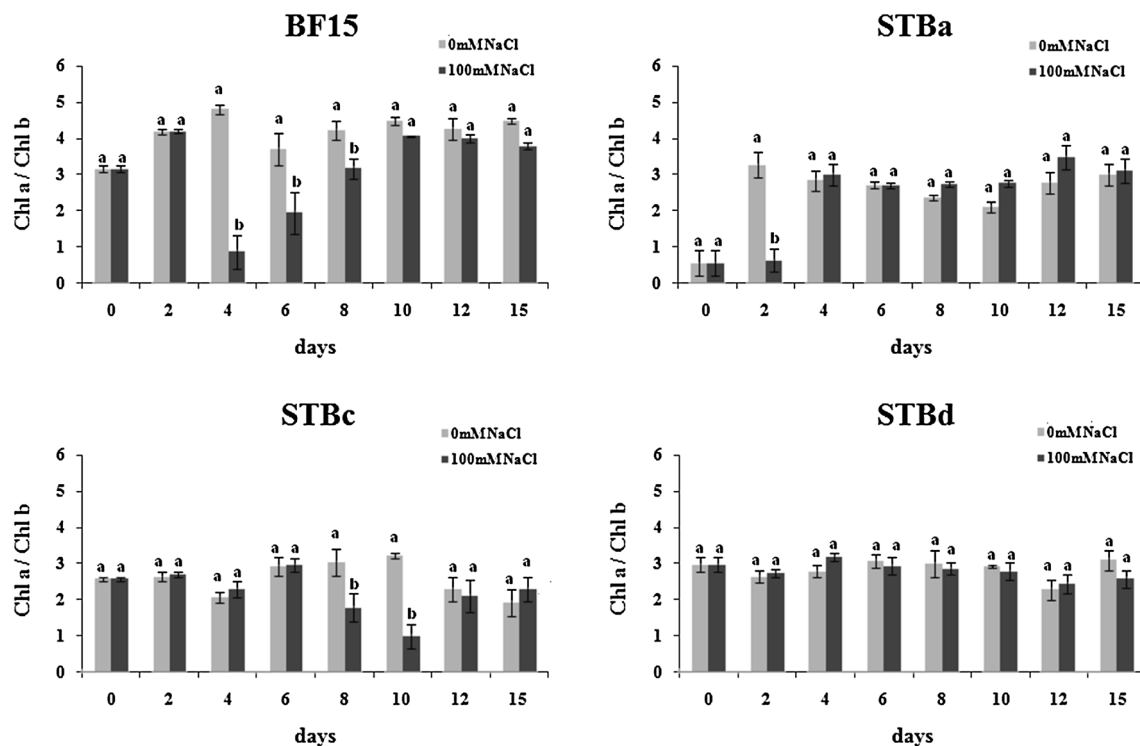 BF15
0mMNaCl
100mMNaCl
Chl a / Chl b
6
5
4
3
2
1
0
a a a a a b a b a b a a a a a a
0 2 4 6 8 10 12 15
days
STBa
0mMNaCl
100mMNaCl
Chl a / Chl b
6
5
4
3
2
1
0
a a a b a a a a a a a a a a a a
0 2 4 6 8 10 12 15
days
STBc
0mMNaCl
100mMNaCl
Chl a / Chl b
6
5
4
3
2
1
0
a a a a a a a a a b a b a a a a
0 2 4 6 8 10 12 15
days
STBd
0mMNaCl
100mMNaCl
Chl a / Chl b
6
5
4
3
2
1
0
a a a a a a a a a a a a a a a a
0 2 4 6 8 10 12 15
days